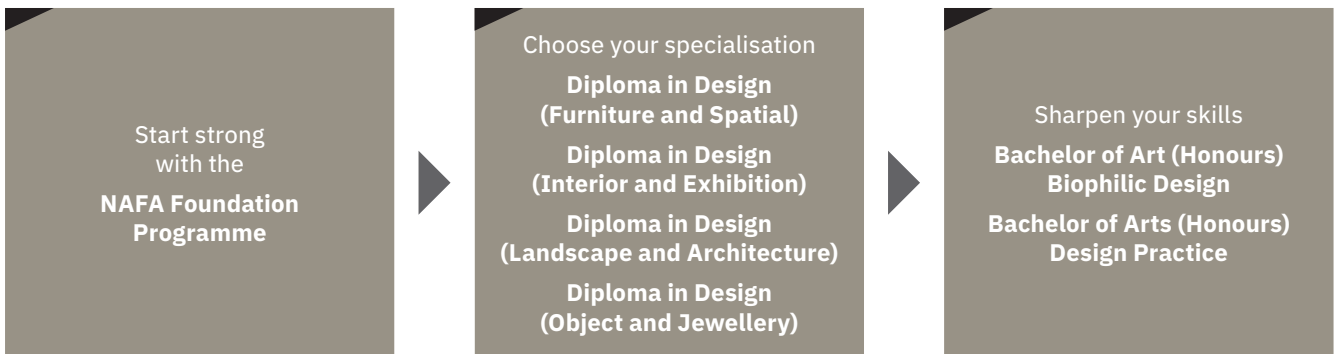 Start strong
with the
NAFA Foundation
Programme
Choose your specialisation
Diploma in Design
(Furniture and Spatial)
Diploma in Design
(Interior and Exhibition)
Diploma in Design
(Landscape and Architecture)
Diploma in Design
(Object and Jewellery)
Sharpen your skills
Bachelor of Art (Honours)
Biophilic Design
Bachelor of Arts (Honours)
Design Practice